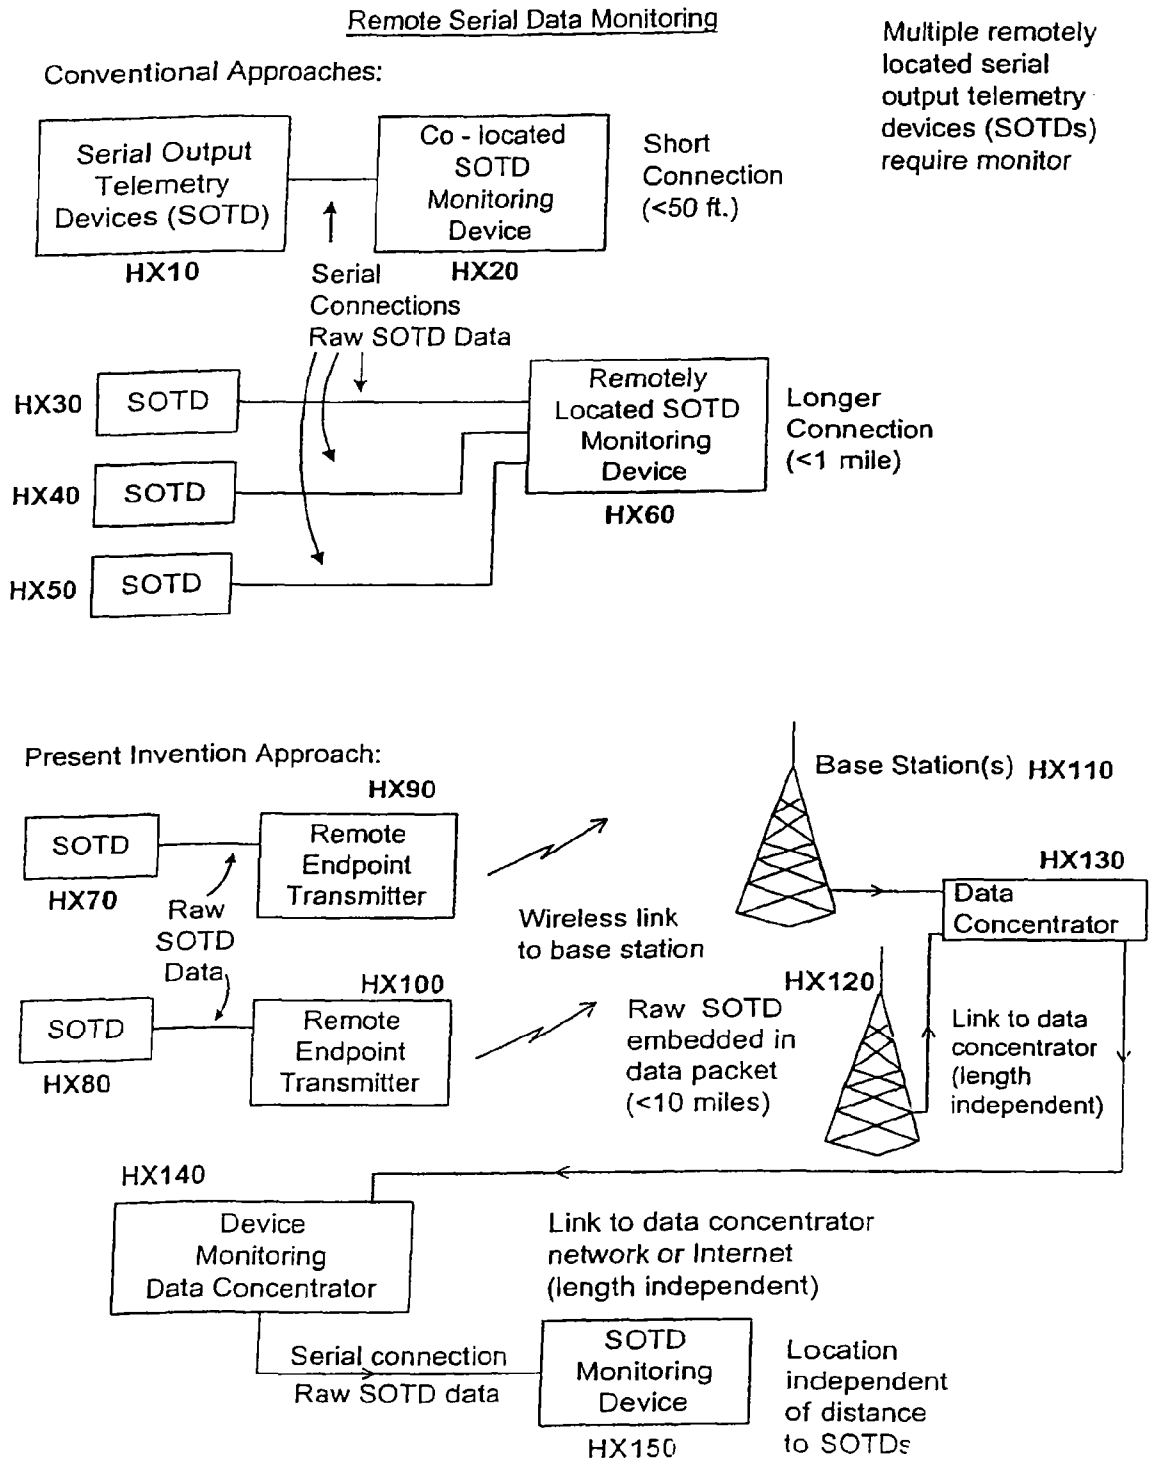 Remote Serial Data Monitoring
Multiple remotely
located serial
output telemetry
devices (SOTDs)
require monitor
Conventional Approaches:
Serial Output
Telemetry
Devices (SOTD)
HX10
Co - located
SOTD
Monitoring
Device
HX20
Short
Connection
(<50 ft.)
Serial
Connections
Raw SOTD Data
HX30
SOTD
HX40
SOTD
HX50
SOTD
Remotely
Located SOTD
Monitoring
Device
HX60
Longer
Connection
(<1 mile)
Present Invention Approach:
HX90
SOTD
HX70
Remote
Endpoint
Transmitter
Raw
SOTD
Data
HX100
SOTD
HX80
Remote
Endpoint
Transmitter
Wireless link
to base station
Raw SOTD
embedded in
data packet
(<10 miles)
Base Station(s) HX110
HX130
Data
Concentrator
HX120
Link to data
concentrator
(length
independent)
HX140
Device
Monitoring
Data Concentrator
Link to data concentrator
network or Internet
(length independent)
Serial connection
Raw SOTD data
SOTD
Monitoring
Device
HX150
Location
independent
of distance
to SOTDs